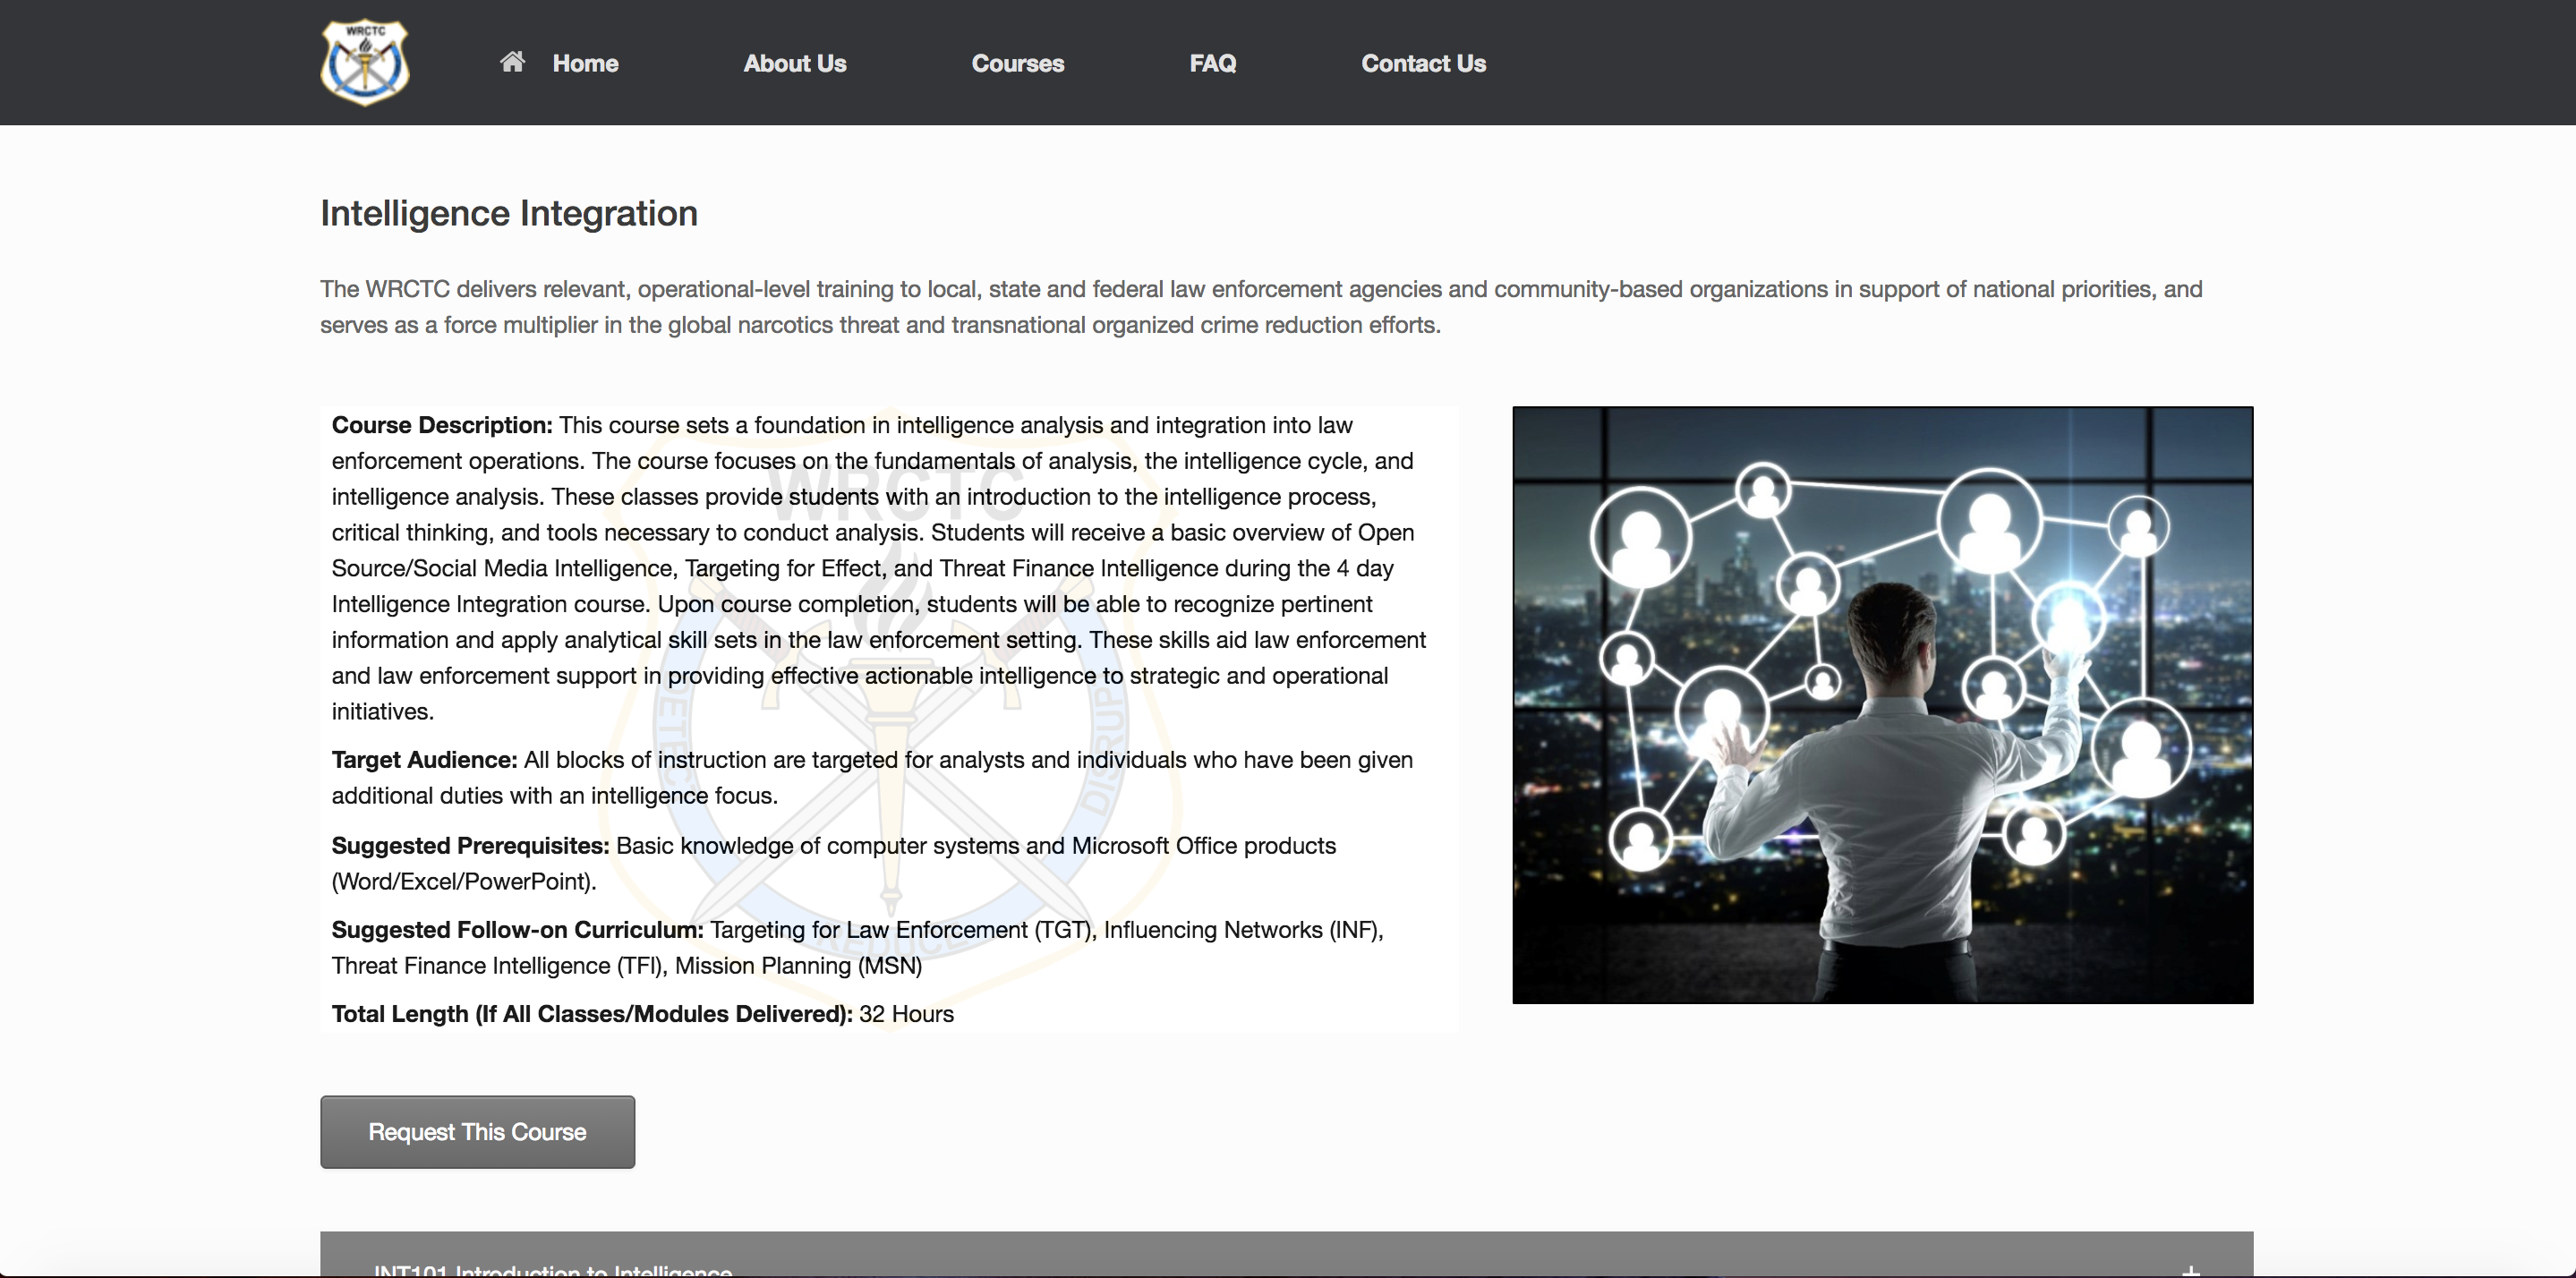 WRCTC
Home
About Us
Courses
FAQ
Contact Us
Intelligence Integration
The WRCTC delivers relevant, operational-level training to local, state and federal law enforcement agencies and community-based organizations in support of national priorities, and
serves as a force multiplier in the global narcotics threat and transnational organized crime reduction efforts.
WRCTC
DETECT
DISRUPT
REDUCE
Course Description: This course sets a foundation in intelligence analysis and integration into law
enforcement operations. The course focuses on the fundamentals of analysis, the intelligence cycle, and
intelligence analysis. These classes provide students with an introduction to the intelligence process,
critical thinking, and tools necessary to conduct analysis. Students will receive a basic overview of Open
Source/Social Media Intelligence, Targeting for Effect, and Threat Finance Intelligence during the 4 day
Intelligence Integration course. Upon course completion, students will be able to recognize pertinent
information and apply analytical skill sets in the law enforcement setting. These skills aid law enforcement
and law enforcement support in providing effective actionable intelligence to strategic and operational
initiatives.
Target Audience: All blocks of instruction are targeted for analysts and individuals who have been given
additional duties with an intelligence focus.
Suggested Prerequisites: Basic knowledge of computer systems and Microsoft Office products
(Word/Excel/PowerPoint).
Suggested Follow-on Curriculum: Targeting for Law Enforcement (TGT), Influencing Networks (INF),
Threat Finance Intelligence (TFI), Mission Planning (MSN)
Total Length (If All Classes/Modules Delivered): 32 Hours
Request This Course
INT101 Introduction to Intelligence
+